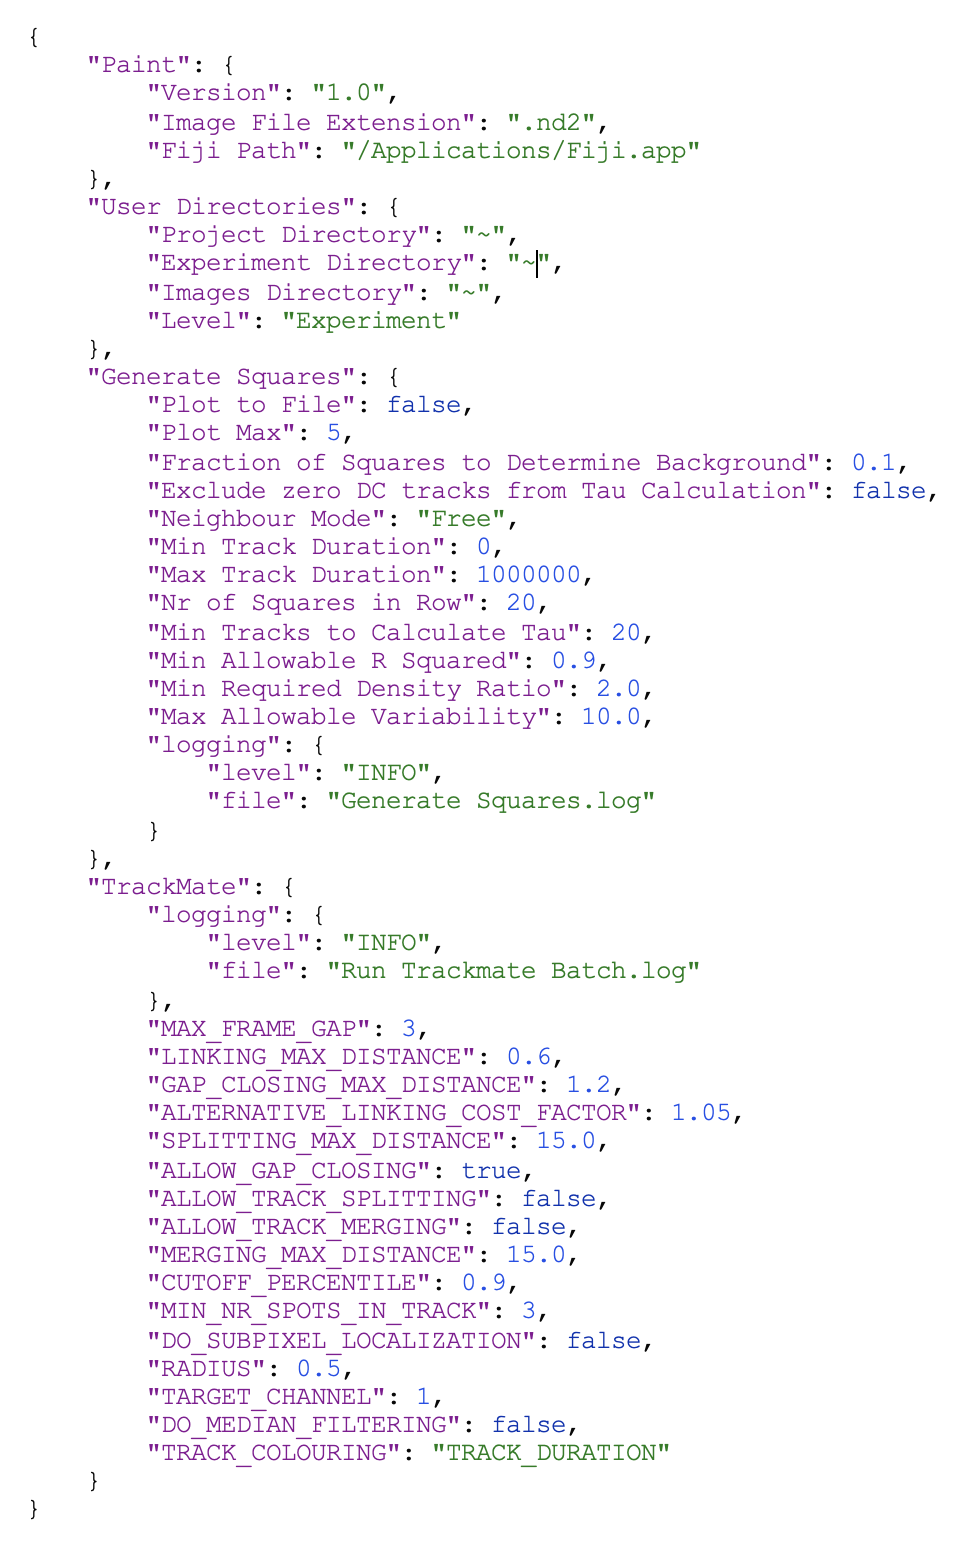 {
    "Paint": {
        "Version": "1.0",
        "Image File Extension": ".nd2",
        "Fiji Path": "/Applications/Fiji.app"
    },
    "User Directories": {
        "Project Directory": "~",
        "Experiment Directory": "~",
        "Images Directory": "~",
        "Level": "Experiment"
    },
    "Generate Squares": {
        "Plot to File": false,
        "Plot Max": 5,
        "Fraction of Squares to Determine Background": 0.1,
        "Exclude zero DC tracks from Tau Calculation": false,
        "Neighbour Mode": "Free",
        "Min Track Duration": 0,
        "Max Track Duration": 1000000,
        "Nr of Squares in Row": 20,
        "Min Tracks to Calculate Tau": 20,
        "Min Allowable R Squared": 0.9,
        "Min Required Density Ratio": 2.0,
        "Max Allowable Variability": 10.0,
        "logging": {
            "level": "INFO",
            "file": "Generate Squares.log"
        }
    },
    "TrackMate": {
        "logging": {
            "level": "INFO",
            "file": "Run Trackmate Batch.log"
        },
        "MAX_FRAME_GAP": 3,
        "LINKING_MAX_DISTANCE": 0.6,
        "GAP_CLOSING_MAX_DISTANCE": 1.2,
        "ALTERNATIVE_LINKING_COST_FACTOR": 1.05,
        "SPLITTING_MAX_DISTANCE": 15.0,
        "ALLOW_GAP_CLOSING": true,
        "ALLOW_TRACK_SPLITTING": false,
        "ALLOW_TRACK_MERGING": false,
        "MERGING_MAX_DISTANCE": 15.0,
        "CUTOFF_PERCENTILE": 0.9,
        "MIN_NR_SPOTS_IN_TRACK": 3,
        "DO_SUBPIXEL_LOCALIZATION": false,
        "RADIUS": 0.5,
        "TARGET_CHANNEL": 1,
        "DO_MEDIAN_FILTERING": false,
        "TRACK_COLOURING": "TRACK_DURATION"
    }
}